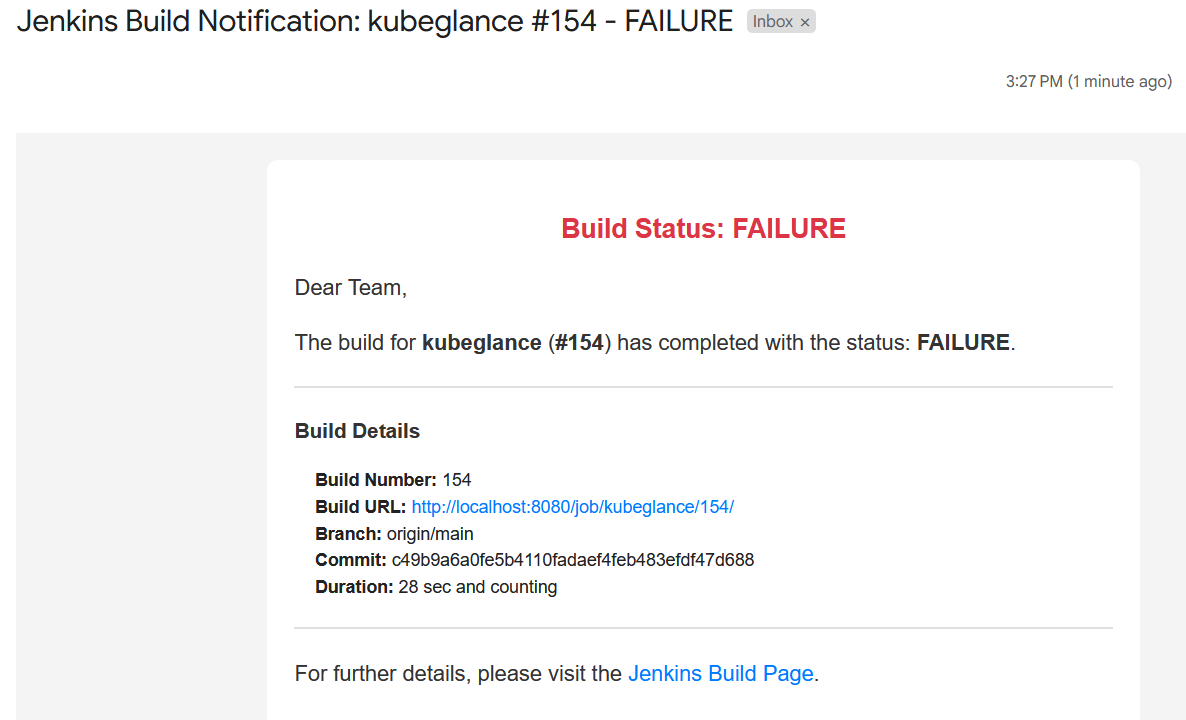 Jenkins Build Notification: kubeglance #154 - FAILURE Inbox ×
3:27 PM (1 minute ago)
Build Status: FAILURE
Dear Team,
The build for kubeglance (#154) has completed with the status: FAILURE.
Build Details
Build Number: 154
Build URL: http://localhost:8080/job/kubeglance/154/
Branch: origin/main
Commit: c49b9a6a0fe5b4110fadaef4feb483efdf47d688
Duration: 28 sec and counting
For further details, please visit the Jenkins Build Page.